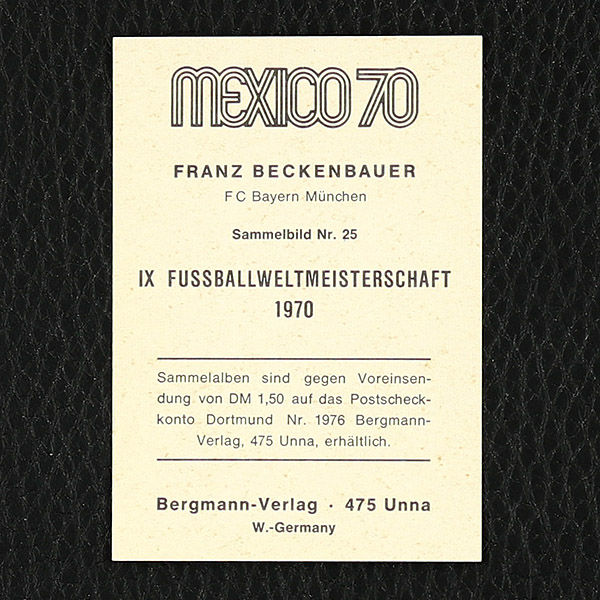 MEXICO 70
FRANZ BECKENBAUER
FC Bayern München
Sammelbild Nr. 25
IX FUSSBALLWELTMEISTERSCHAFT
1970
Sammelalben sind gegen Voreinsen-
dung von DM 1,50 auf das Postscheck-
konto Dortmund Nr. 1976 Bergmann-
Verlag, 475 Unna, erhältlich.
Bergmann-Verlag · 475 Unna
W.-Germany